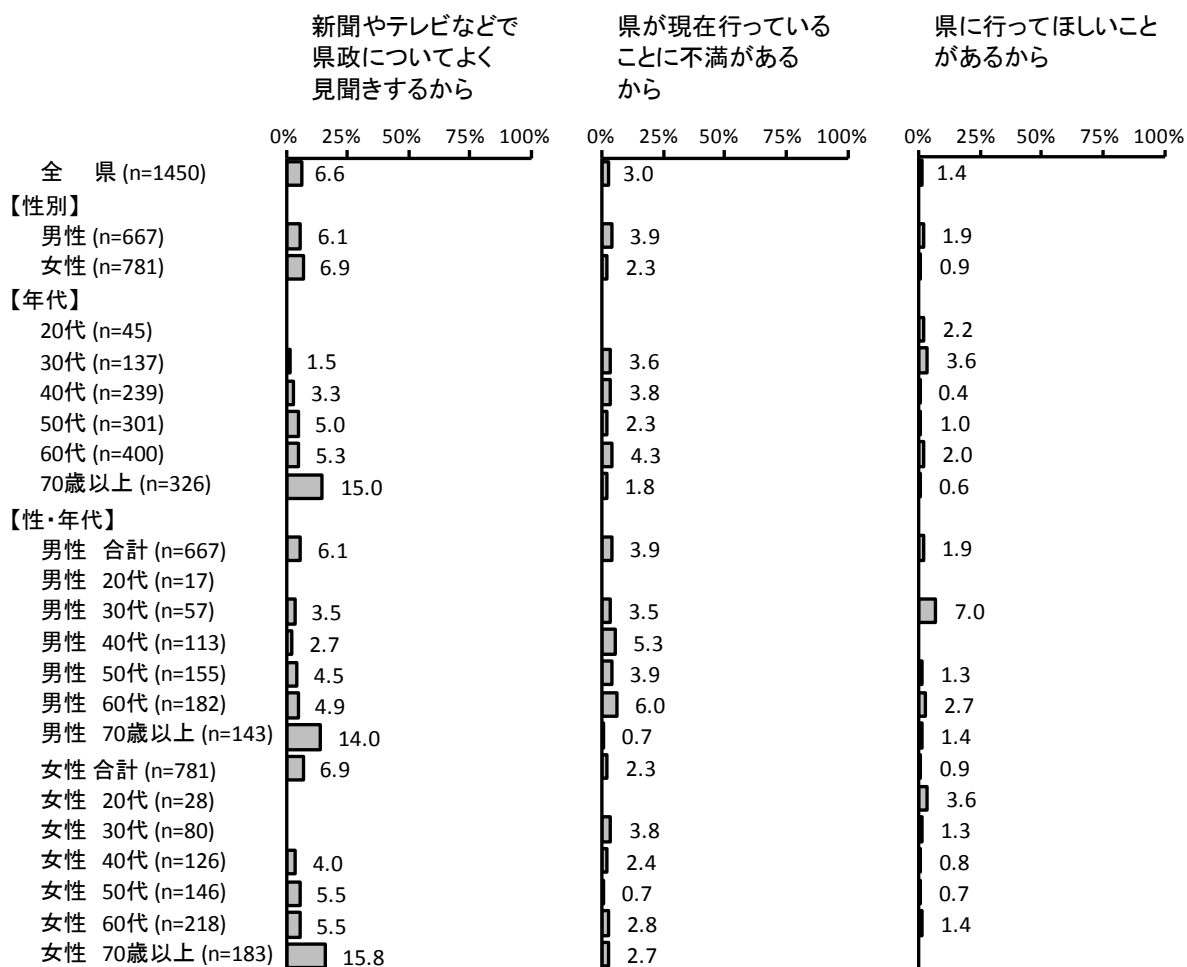 新聞やテレビなどで
県政についてよく
見聞きするから
県が現在行っている
ことに不満がある
から
県に行ってほしいこと
があるから
0% 25% 50% 75% 100% 0% 25% 50% 75% 100% 0% 25% 50% 75% 100%
全 県 (n=1450) 6.6 3.0 1.4
【性別】
男性 (n=667) 6.1 3.9 1.9
女性 (n=781) 6.9 2.3 0.9
【年代】
20代 (n=45) 2.2
30代 (n=137) 1.5 3.6 3.6
40代 (n=239) 3.3 3.8 0.4
50代 (n=301) 5.0 2.3 1.0
60代 (n=400) 5.3 4.3 2.0
70歳以上 (n=326) 15.0 1.8 0.6
【性・年代】
男性 合計 (n=667) 6.1 3.9 1.9
男性 20代 (n=17)
男性 30代 (n=57) 3.5 3.5 7.0
男性 40代 (n=113) 2.7 5.3
男性 50代 (n=155) 4.5 3.9 1.3
男性 60代 (n=182) 4.9 6.0 2.7
男性 70歳以上 (n=143) 14.0 0.7 1.4
女性 合計 (n=781) 6.9 2.3 0.9
女性 20代 (n=28) 3.6
女性 30代 (n=80) 3.8 1.3
女性 40代 (n=126) 4.0 2.4 0.8
女性 50代 (n=146) 5.5 0.7 0.7
女性 60代 (n=218) 5.5 2.8 1.4
女性 70歳以上 (n=183) 15.8 2.7